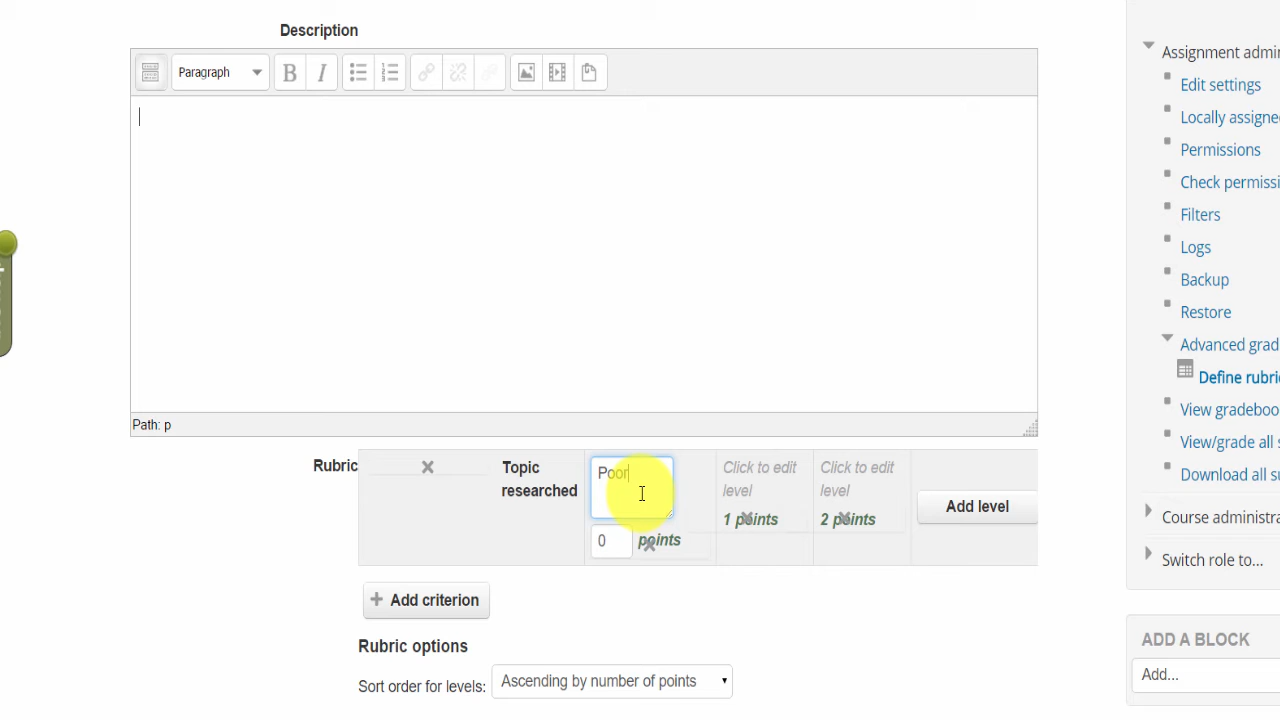 Description
Paragraph
B I
Path: p
Rubric
Topic
researched
Poor
0 points
Click to edit
level
1 points
Click to edit
level
2 points
Add level
+ Add criterion
Rubric options
Sort order for levels: Ascending by number of points
Assignment admin
Edit settings
Locally assigne
Permissions
Check permissi
Filters
Logs
Backup
Restore
Advanced grad
Define rubri
View gradeboo
View/grade all s
Download all su
Course administra
Switch role to...
ADD A BLOCK
Add...